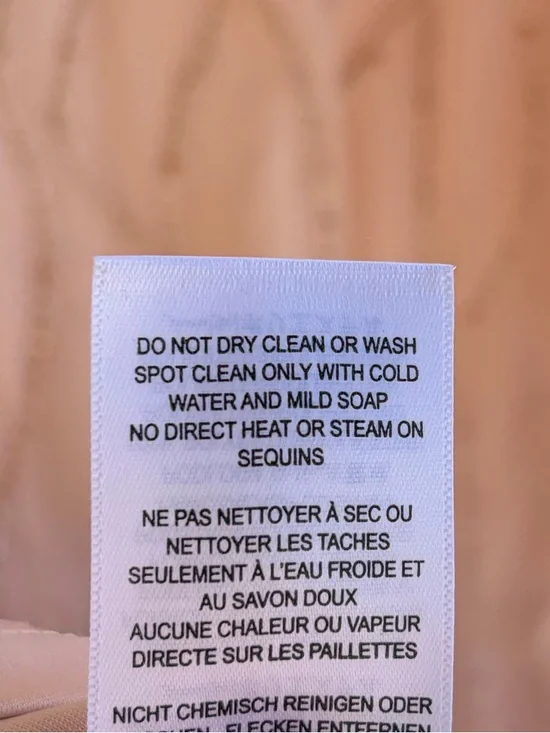 DO NOT DRY CLEAN OR WASH
SPOT CLEAN ONLY WITH COLD
WATER AND MILD SOAP
NO DIRECT HEAT OR STEAM ON
SEQUINS
NE PAS NETTOYER À SEC OU
NETTOYER LES TACHES
SEULEMENT À L'EAU FROIDE ET
AU SAVON DOUX
AUCUNE CHALEUR OU VAPEUR
DIRECTE SUR LES PAILLETTES
NICHT CHEMISCH REINIGEN ODER
FLECKEN ENTFERNEN